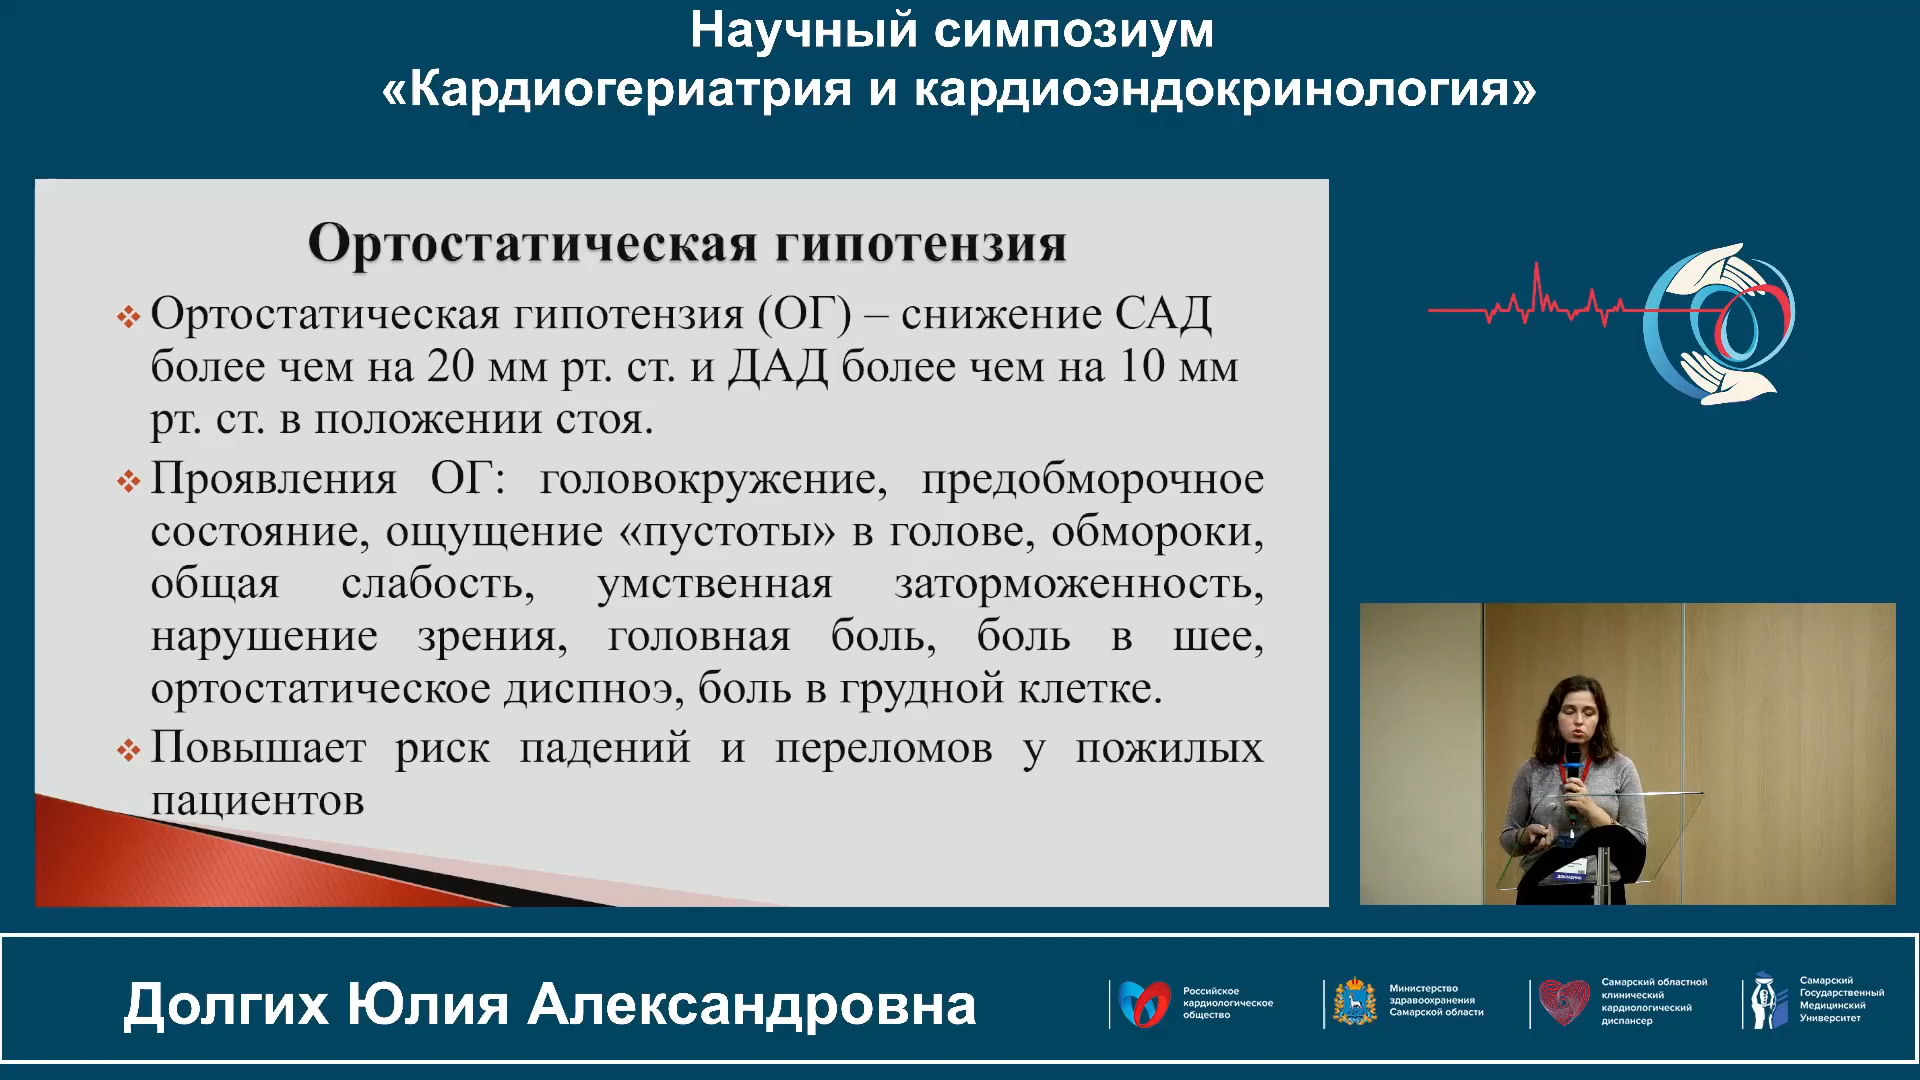 Научный симпозиум
«Кардиогериатрия и кардиоэндокринология»
Ортостатическая гипотензия
Ортостатическая гипотензия (ОГ) – снижение САД
более чем на 20 мм рт. ст. и ДАД более чем на 10 мм
рт. ст. в положении стоя.
Проявления ОГ: головокружение, предобморочное
состояние, ощущение «пустоты» в голове, обмороки,
общая слабость, умственная заторможенность,
нарушение зрения, головная боль, боль в шее,
ортостатическое диспноэ, боль в грудной клетке.
Повышает риск падений и переломов у пожилых
пациентов
ДОКЛАДЧИК
Долгих Юлия Александровна
Российское
кардиологическое
общество
Министерство
здравоохранения
Самарской области
Самарский областной
клинический
кардиологический
диспансер
Самарский
Государственный
Медицинский
Университет